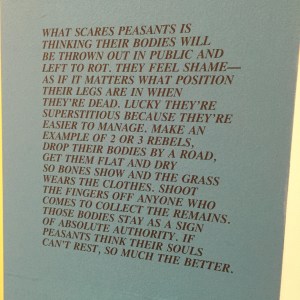 WHAT SCARES PEASANTS IS
THINKING THEIR BODIES WILL
BE THROWN OUT IN PUBLIC AND
LEFT TO ROT. THEY FEEL SHAME—
AS IF IT MATTERS WHAT POSITION
THEIR LEGS ARE IN WHEN
THEY'RE DEAD. LUCKY THEY'RE
SUPERSTITIOUS BECAUSE THEY'RE
EASIER TO MANAGE. MAKE AN
EXAMPLE OF 2 OR 3 REBELS,
DROP THEIR BODIES BY A ROAD,
GET THEM FLAT AND DRY
SO BONES SHOW AND THE GRASS
WEARS THE CLOTHES. SHOOT
THE FINGERS OFF ANYONE WHO
COMES TO COLLECT THE REMAINS.
THOSE BODIES STAY AS A SIGN
OF ABSOLUTE AUTHORITY. IF
PEASANTS THINK THEIR SOULS
CAN'T REST, SO MUCH THE BETTER.